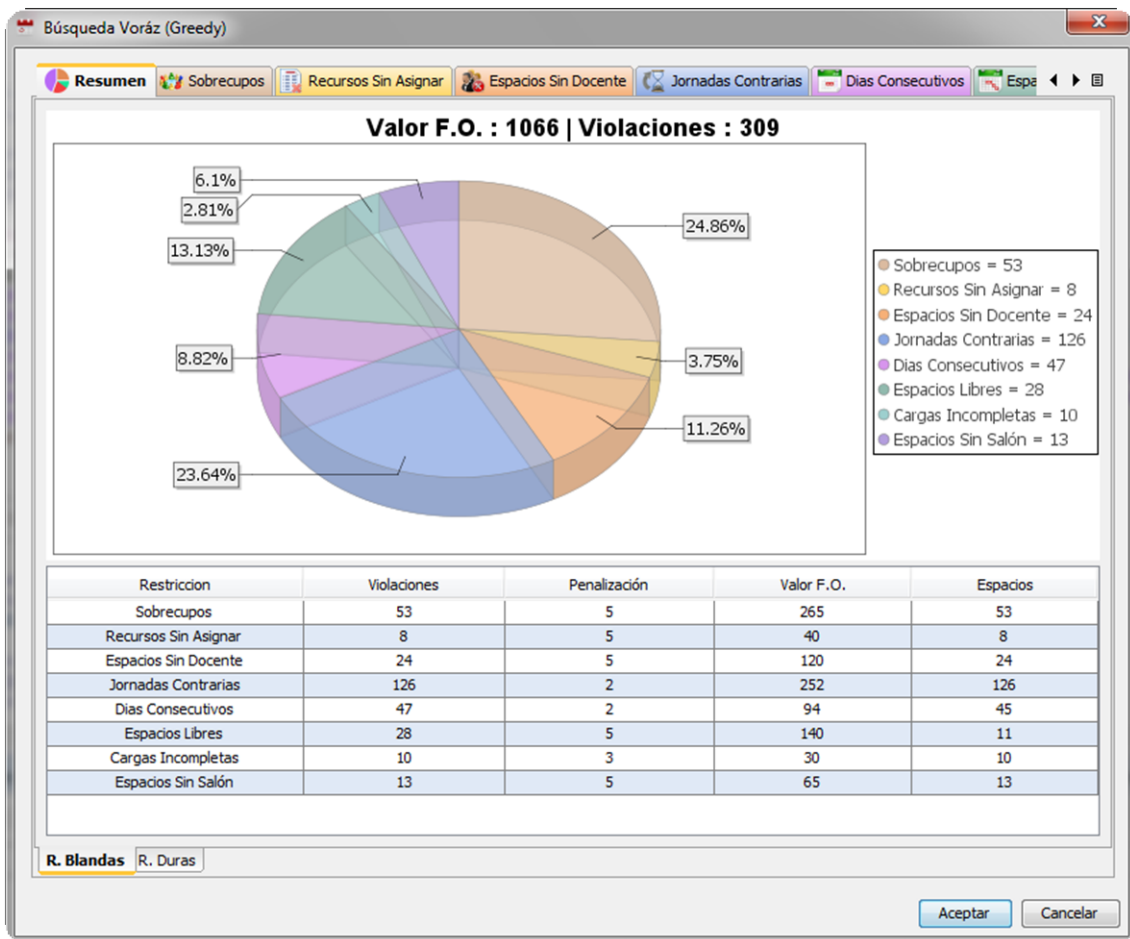 Búsqueda Voráz (Greedy)
Resumen Sobrecupos Recursos Sin Asignar Espacios Sin Docente Jornadas Contrarias Dias Consecutivos Espa
Valor F.O. : 1066 | Violaciones : 309
6.1%
2.81%
13.13%
8.82%
23.64%
24.86%
3.75%
11.26%
Sobrecupos = 53
Recursos Sin Asignar = 8
Espacios Sin Docente = 24
Jornadas Contrarias = 126
Dias Consecutivos = 47
Espacios Libres = 28
Cargas Incompletas = 10
Espacios Sin Salón = 13
Restriccion Violaciones Penalización Valor F.O. Espacios
Sobrecupos 53 5 265 53
Recursos Sin Asignar 8 5 40 8
Espacios Sin Docente 24 5 120 24
Jornadas Contrarias 126 2 252 126
Dias Consecutivos 47 2 94 45
Espacios Libres 28 5 140 11
Cargas Incompletas 10 3 30 10
Espacios Sin Salón 13 5 65 13
R. Blandas R. Duras
Aceptar Cancelar